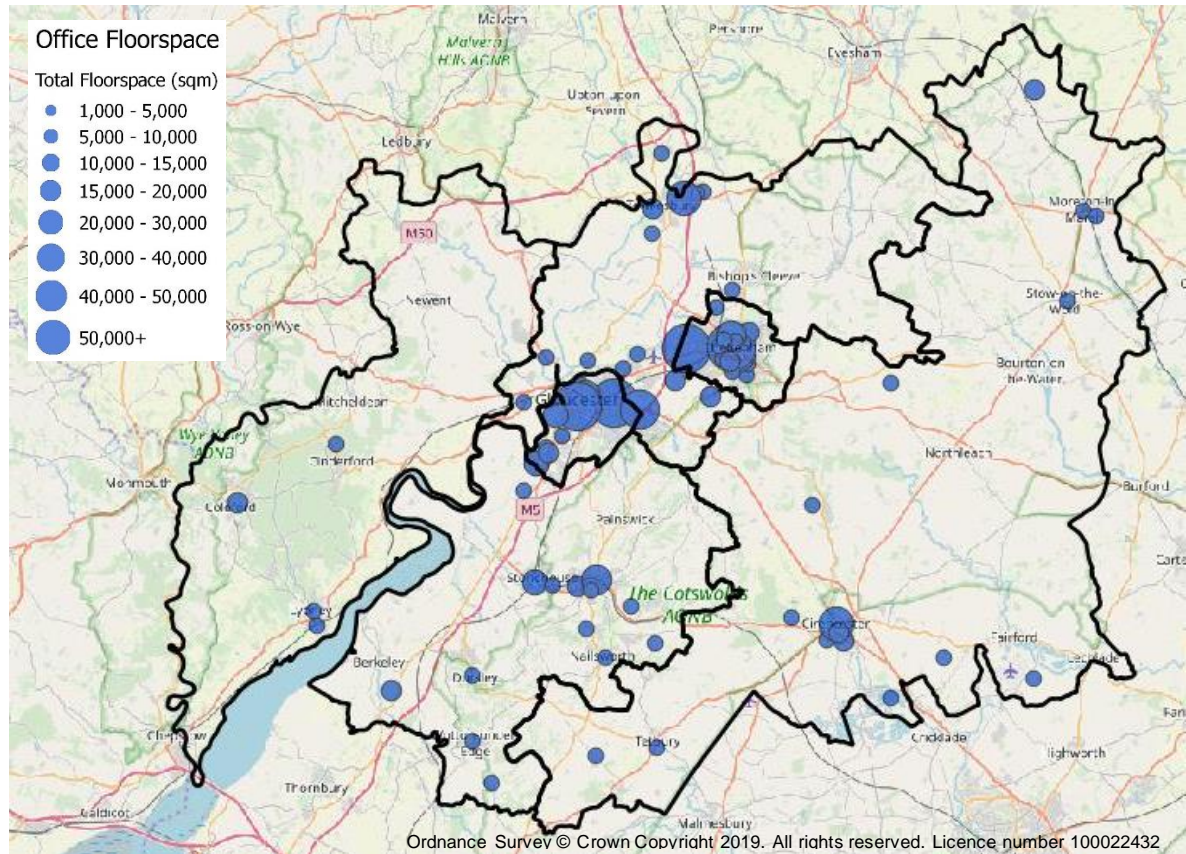 Office Floorspace
Total Floorspace (sqm)
1,000 - 5,000
5,000 - 10,000
10,000 - 15,000
15,000 - 20,000
20,000 - 30,000
30,000 - 40,000
40,000 - 50,000
50,000+
Malvern
Pershore
Malvern
Hills AONB
Evesham
Upton upon
Severn
Ledbury
M50
Moreton-in
Bishop's Cleeve
Newent
Stow-on-the-
Wold
Ross-on-Wye
Bourton on
the-Water
Mitcheldean
Gloucester
Wye Valley
AONB
Cinderford
Northleach
Monmouth
Burford
Coleford
M5
Painswick
Stonehouse
The Cotswolds
AONB
Cirencester
Fairford
Lechlade
Berkeley
Nailsworth
Dursley
Chepstow
Edge
Tetbury
Cricklade
Highworth
Thornbury
Caldicot
Malmesbury
Ordnance Survey © Crown Copyright 2019. All rights reserved. Licence number 100022432